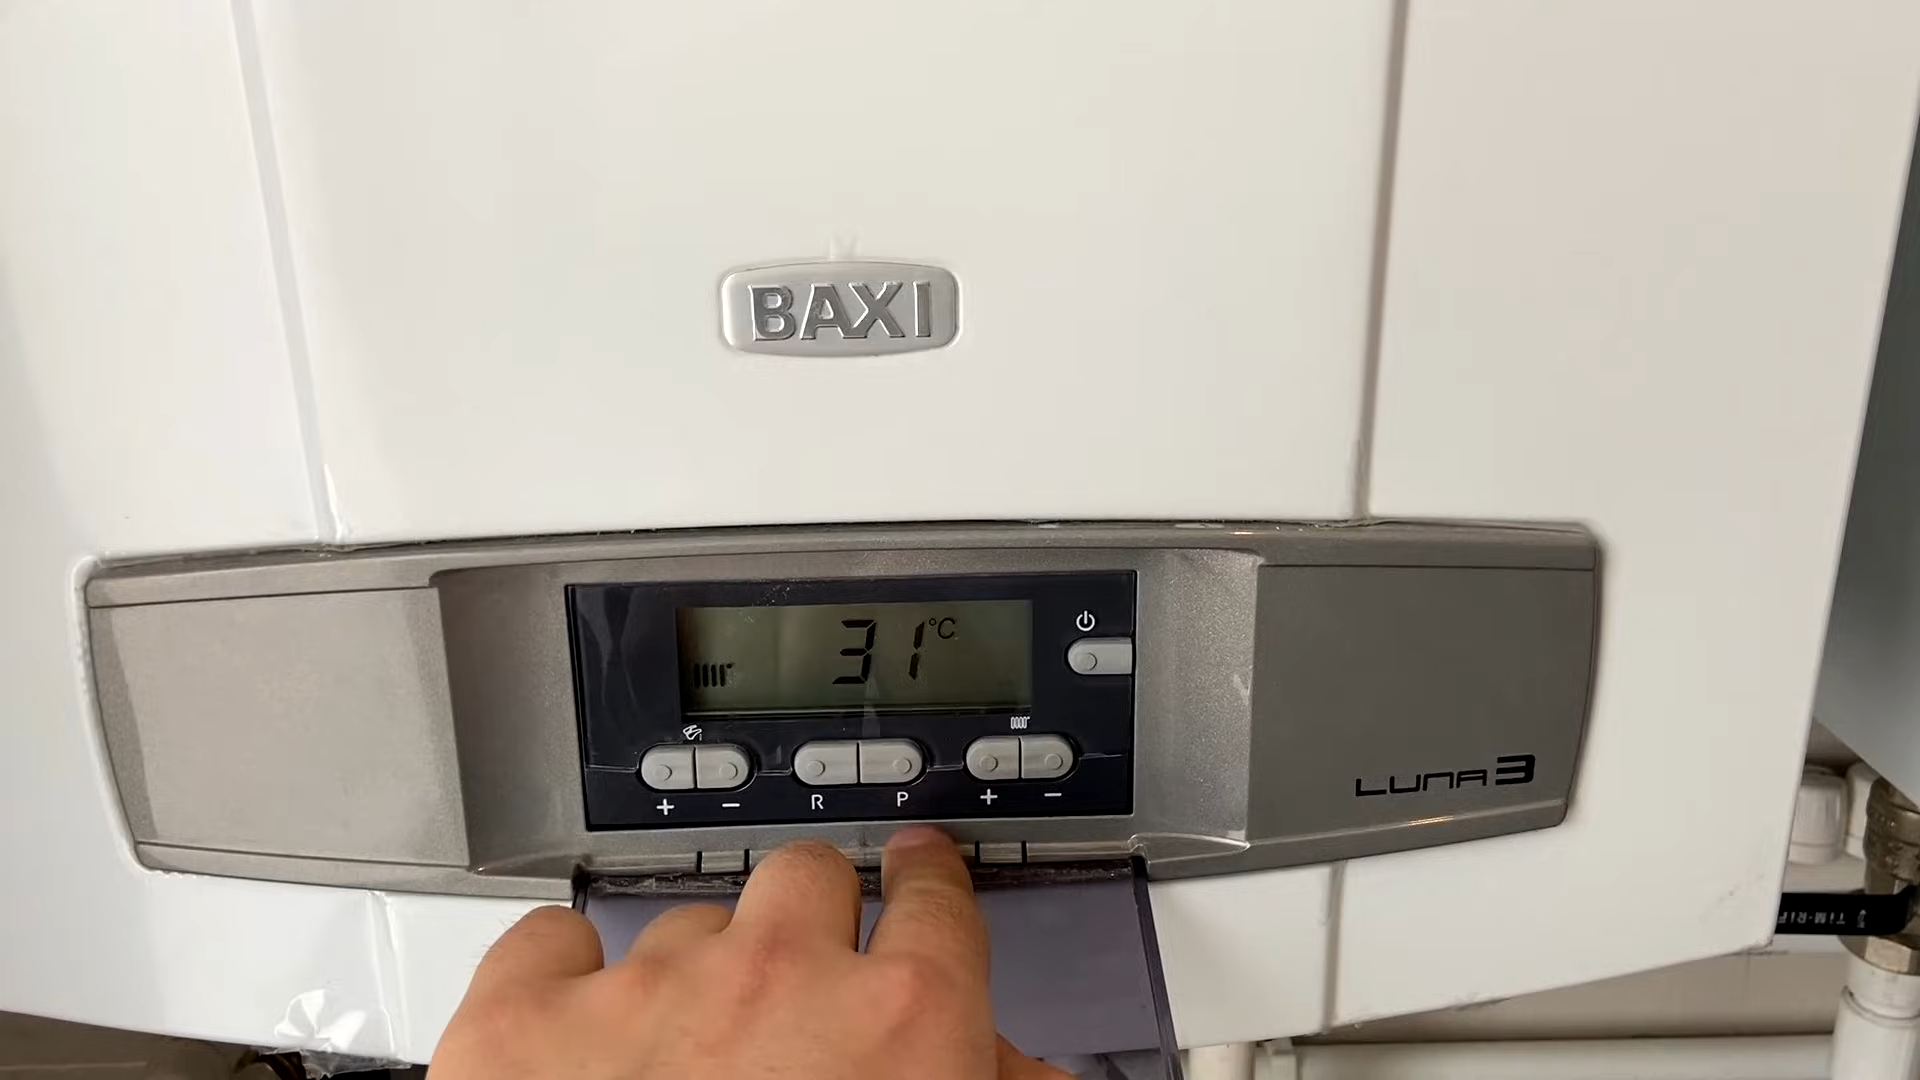 BAXI
31°C
+ - R P + -
LUNA3